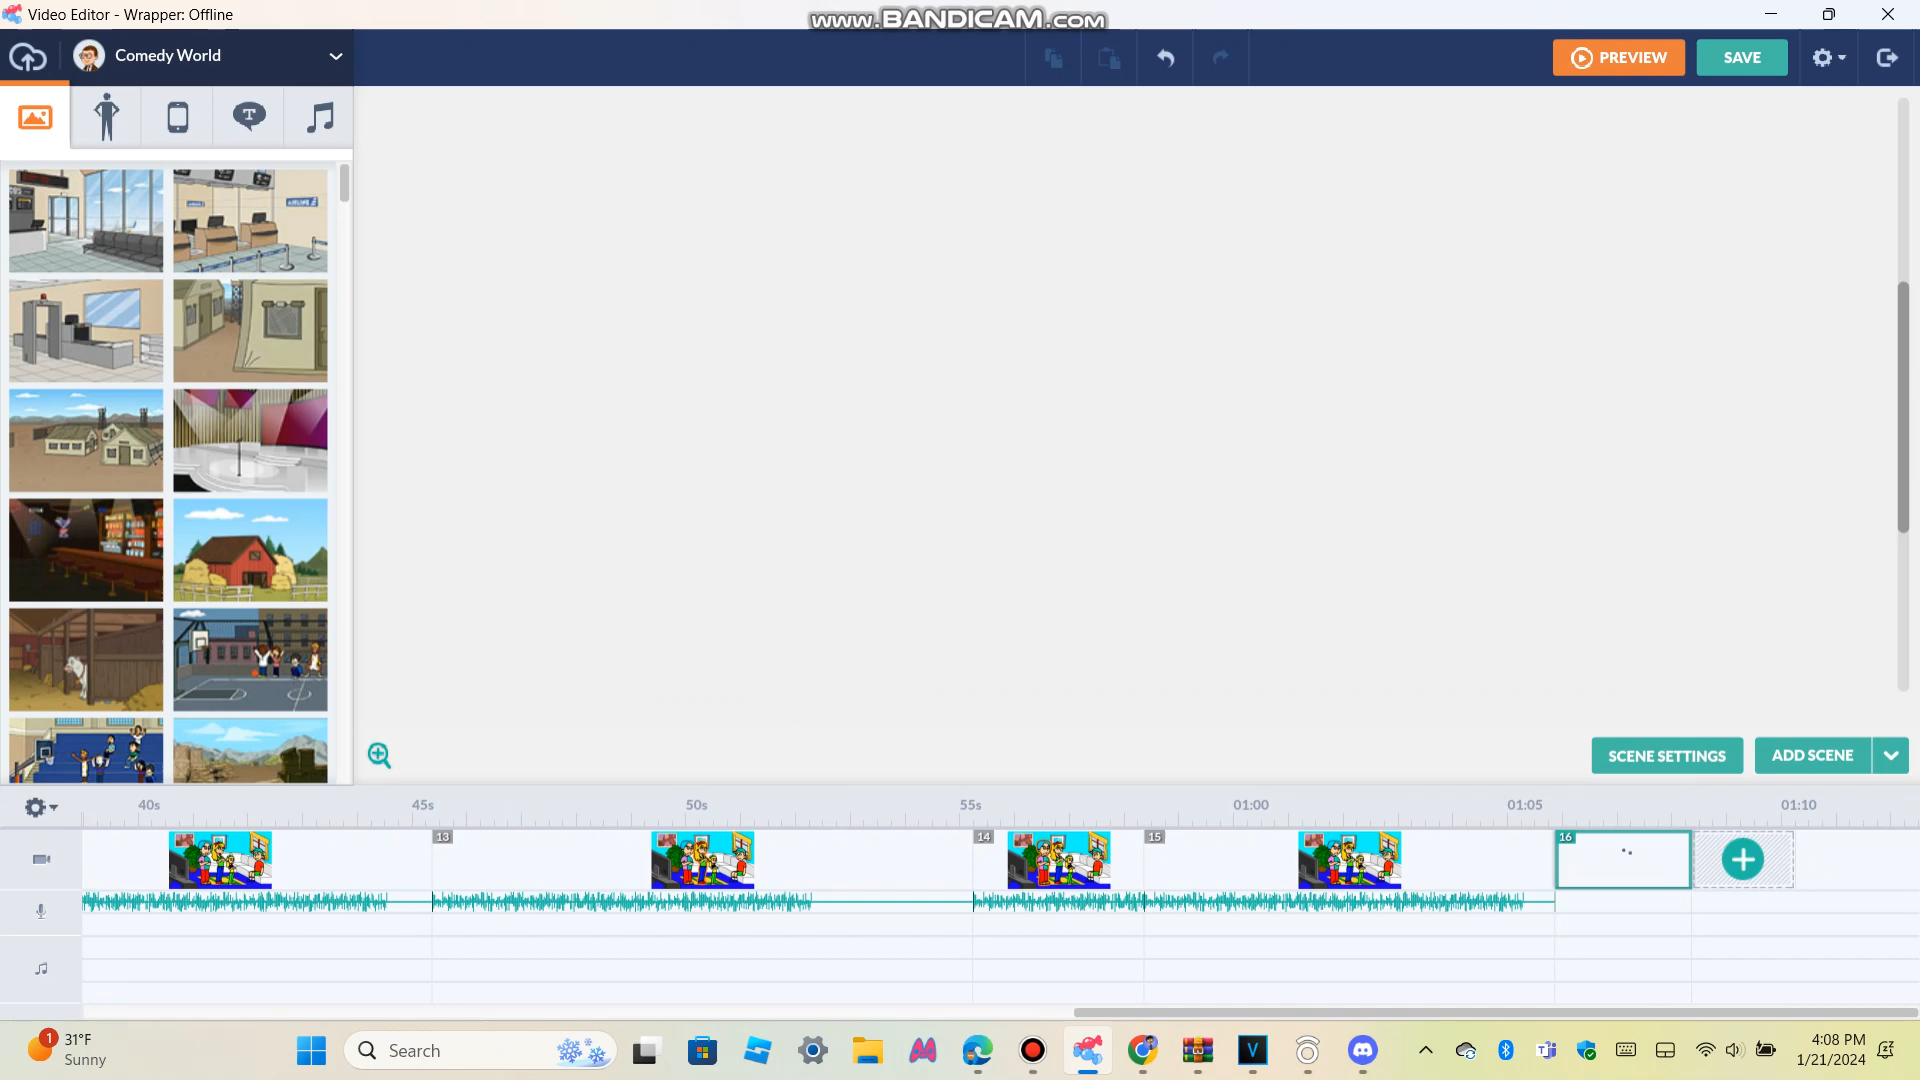 Video Editor - Wrapper: Offline
www.BANDICAM.com
Comedy World
PREVIEW
SAVE
T
AIRLINE
SCENE SETTINGS
ADD SCENE
40s
45s
50s
55s
01:00
01:05
01:10
13
14
15
16
1
31°F
Sunny
Search
V
4:08 PM
1/21/2024